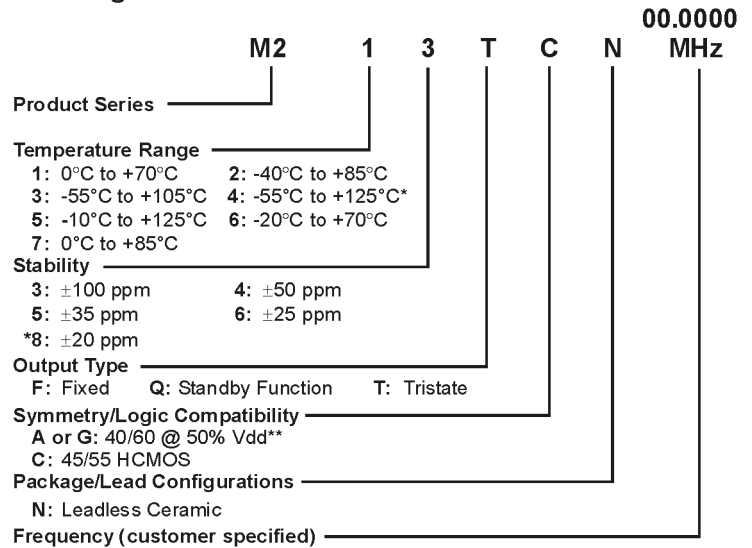 00.0000
M2 1 3 T C N MHz
Product Series
Temperature Range
1: 0°C to +70°C 2: -40°C to +85°C
3: -55°C to +105°C 4: -55°C to +125°C*
5: -10°C to +125°C 6: -20°C to +70°C
7: 0°C to +85°C
Stability
3: ±100 ppm 4: ±50 ppm
5: ±35 ppm 6: ±25 ppm
*8: ±20 ppm
Output Type
F: Fixed Q: Standby Function T: Tristate
Symmetry/Logic Compatibility
A or G: 40/60 @ 50% Vdd**
C: 45/55 HCMOS
Package/Lead Configurations
N: Leadless Ceramic
Frequency (customer specified)